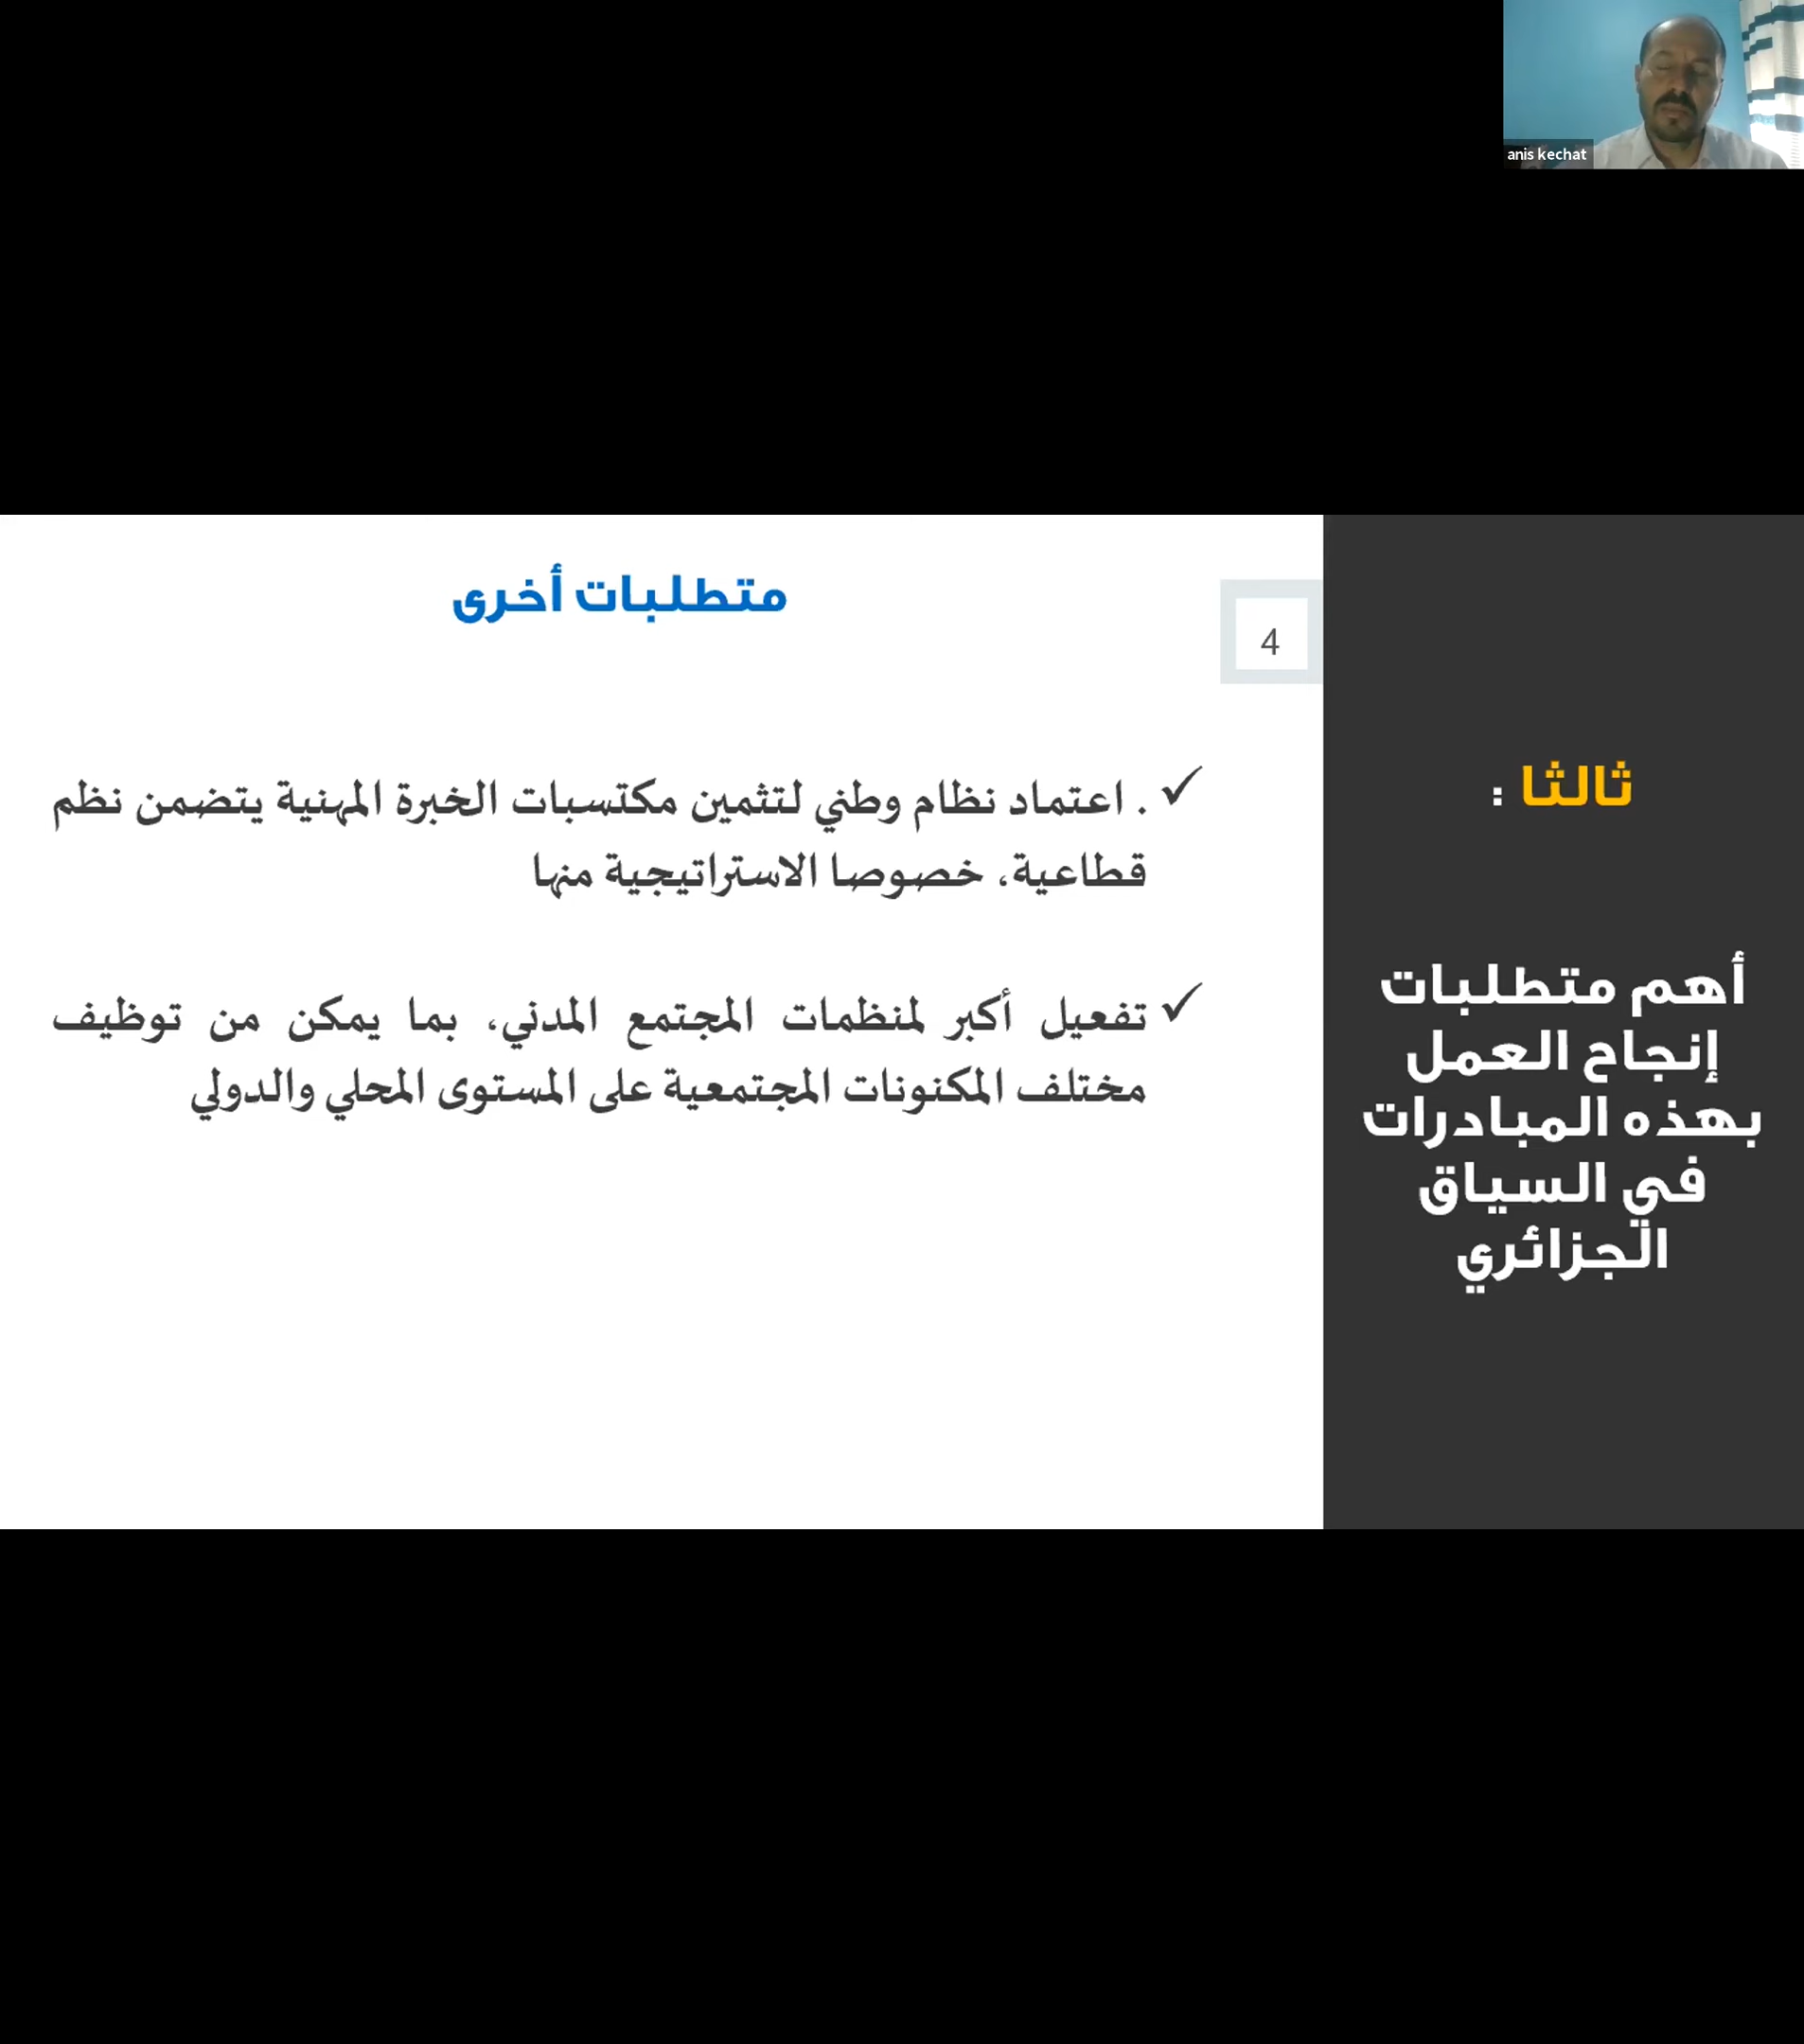 anis kechat
متطلبات أخرى
4
. اعتماد نظام وطني لتثمين مكتسبات الخبرة المهنية يتضمن نظم
قطاعية، خصوصا الاستراتيجية منها
تفعيل أكبر لمنظمات المجتمع المدني، بما يمكن من توظيف
مختلف المكنونات المجتمعية على المستوى المحلي والدولي
ثالثا :
أهم متطلبات
إنجاح العمل
بهذه المبادرات
في السياق
الجزائري